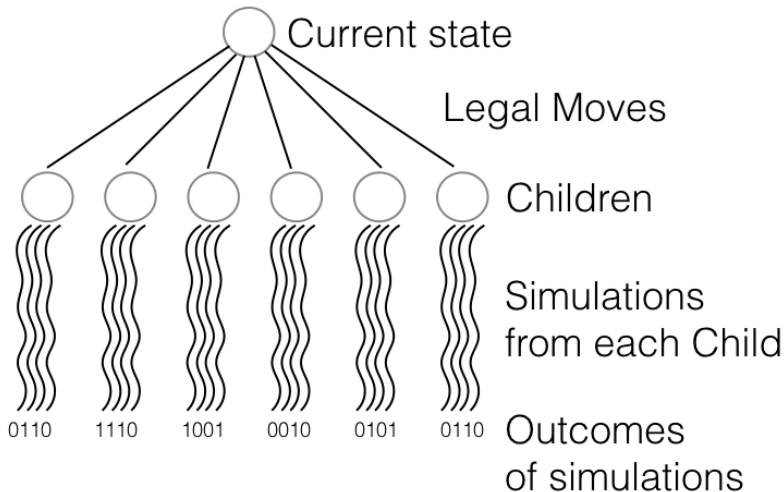 Current state
Legal Moves
Children
Simulations
from each Child
0110 1110 1001 0010 0101 0110
Outcomes
of simulations